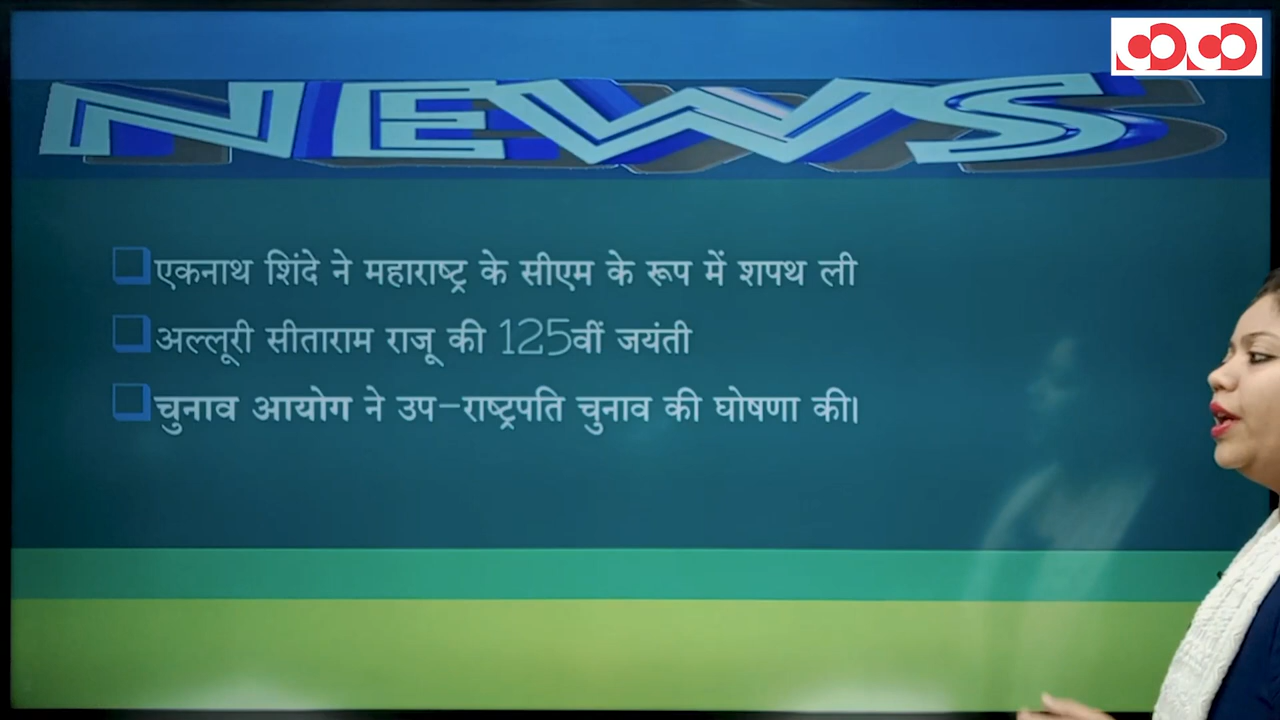 NEWS
एकनाथ शिंदे ने महाराष्ट्र के सीएम के रूप में शपथ ली
अल्लूरी सीताराम राजू की 125वीं जयंती
चुनाव आयोग ने उप-राष्ट्रपति चुनाव की घोषणा की।